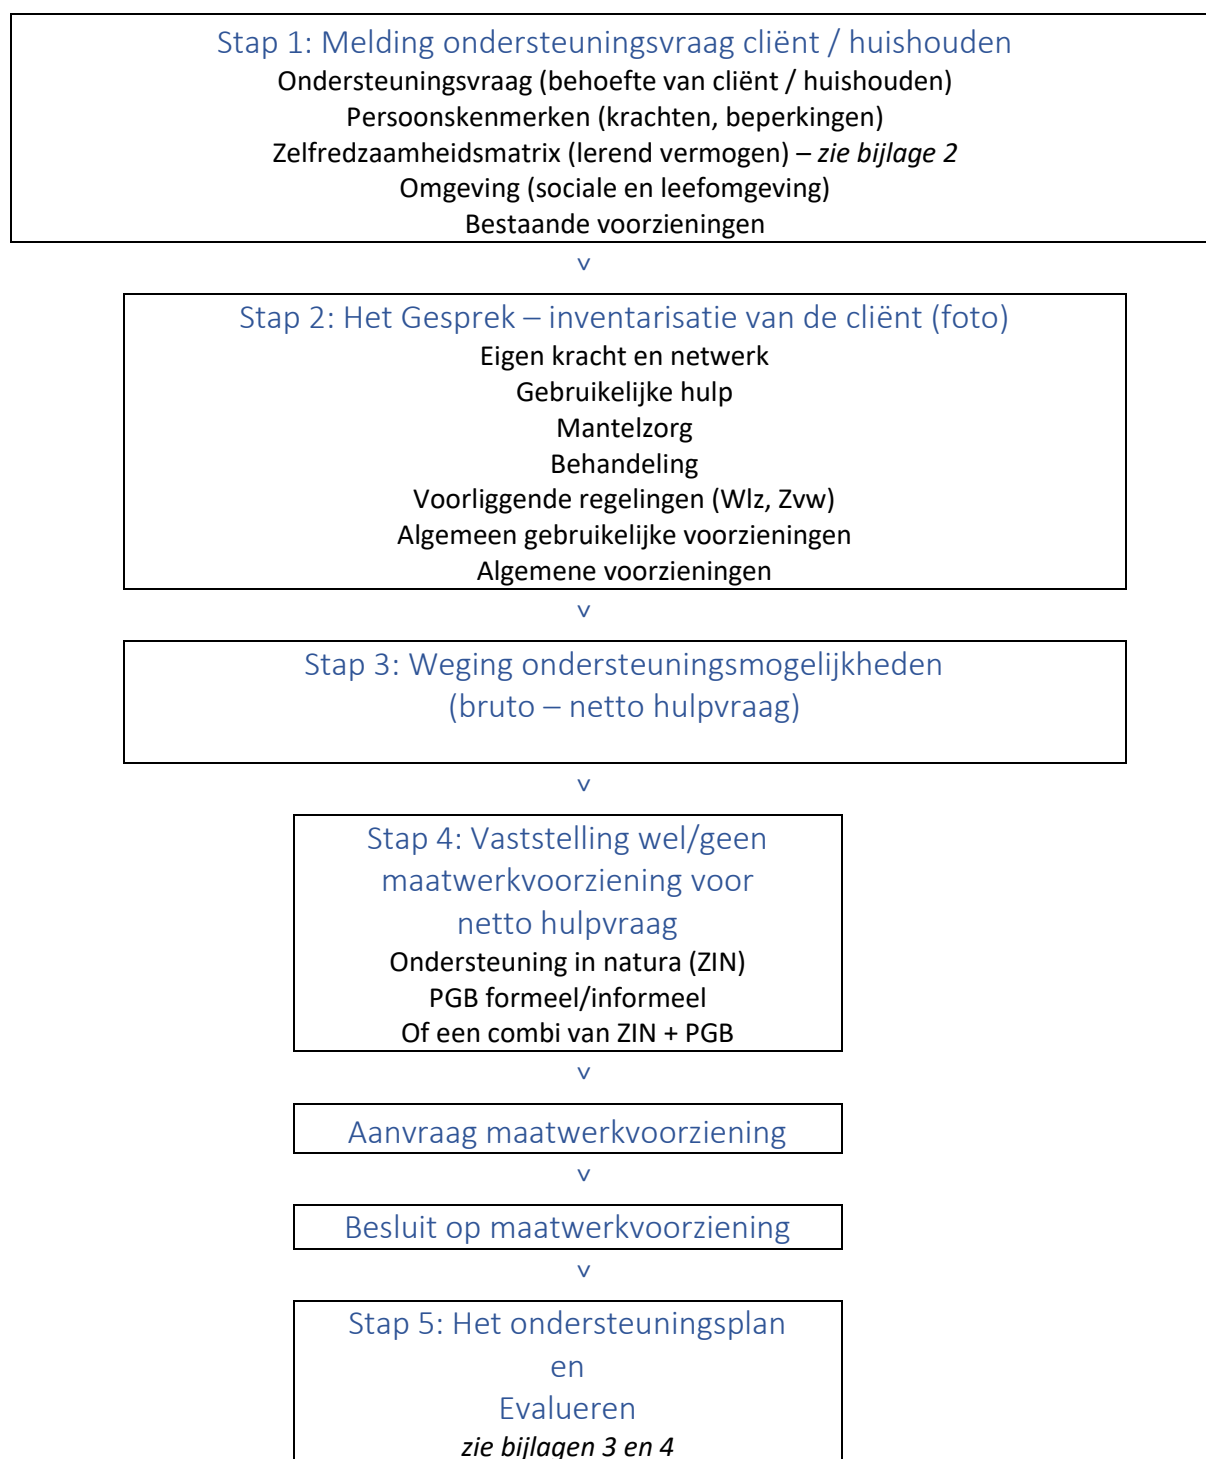 Stap 1: Melding ondersteuningsvraag cliënt / huishouden
Ondersteuningsvraag (behoefte van cliënt / huishouden)
Persoonskenmerken (krachten, beperkingen)
Zelfredzaamheidsmatrix (lerend vermogen) – zie bijlage 2
Omgeving (sociale en leefomgeving)
Bestaande voorzieningen
˅
Stap 2: Het Gesprek – inventarisatie van de cliënt (foto)
Eigen kracht en netwerk
Gebruikelijke hulp
Mantelzorg
Behandeling
Voorliggende regelingen (Wlz, Zvw)
Algemeen gebruikelijke voorzieningen
Algemene voorzieningen
˅
Stap 3: Weging ondersteuningsmogelijkheden
(bruto – netto hulpvraag)
˅
Stap 4: Vaststelling wel/geen
maatwerkvoorziening voor
netto hulpvraag
Ondersteuning in natura (ZIN)
PGB formeel/informeel
Of een combi van ZIN + PGB
˅
Aanvraag maatwerkvoorziening
˅
Besluit op maatwerkvoorziening
˅
Stap 5: Het ondersteuningsplan
en
Evalueren
zie bijlagen 3 en 4